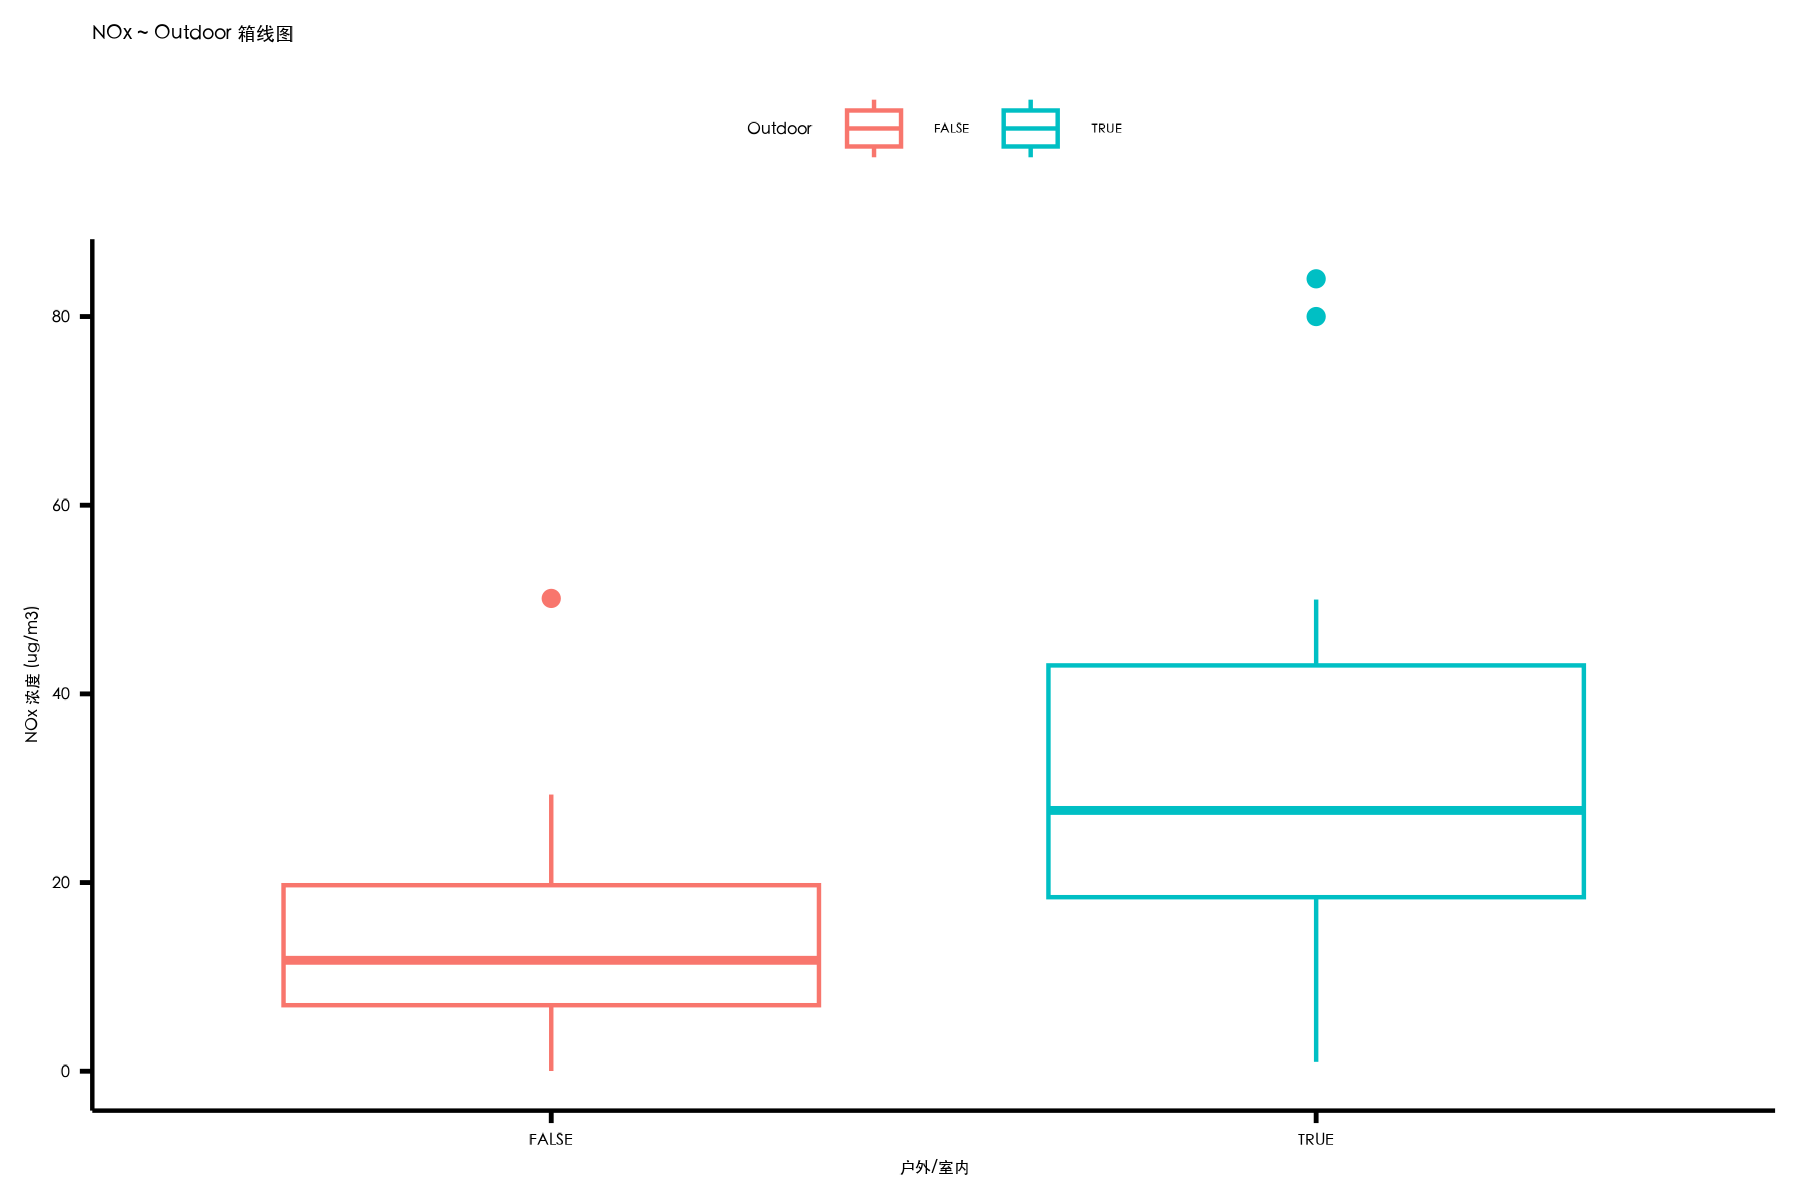 NOx ~ Outdoor 箱线图
Outdoor FALSE TRUE
80
60
40
20
0
NOx 浓度 (ug/m3)
FALSE TRUE
户外/室内